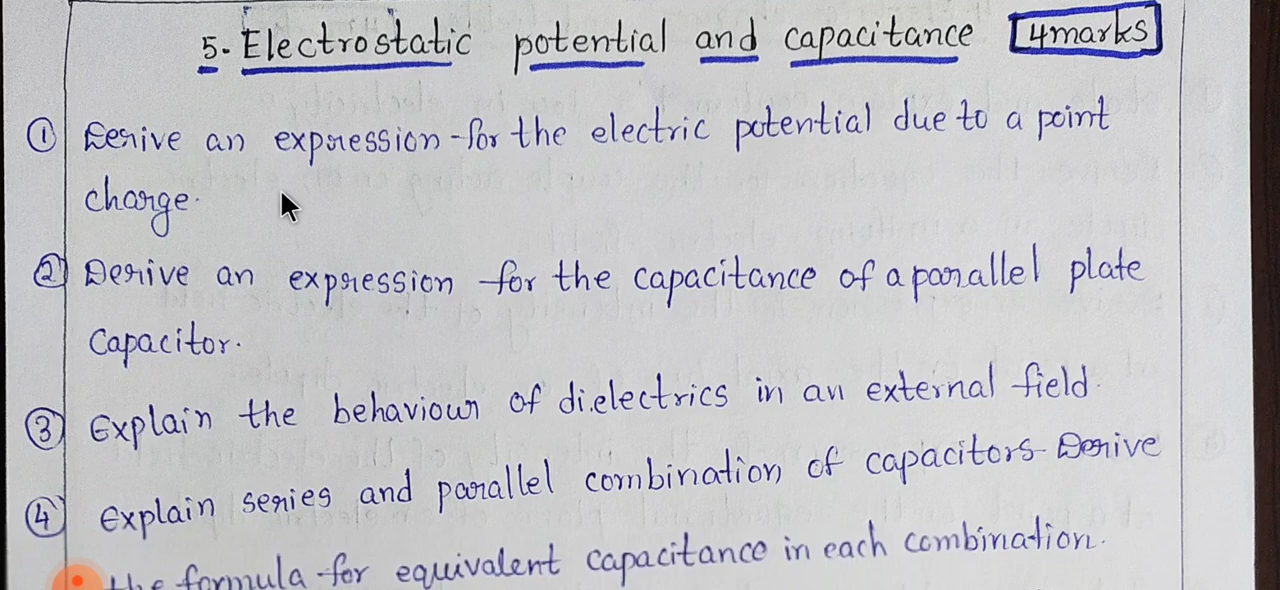 5. Electrostatic potential and capacitance 4marks
① Derive an expression for the electric potential due to a point
charge.
② Derive an expression for the capacitance of a parallel plate
Capacitor.
③ Explain the behaviour of dielectrics in an external field.
④ Explain series and parallel combination of capacitors Derive
the formula for equivalent capacitance in each combination.